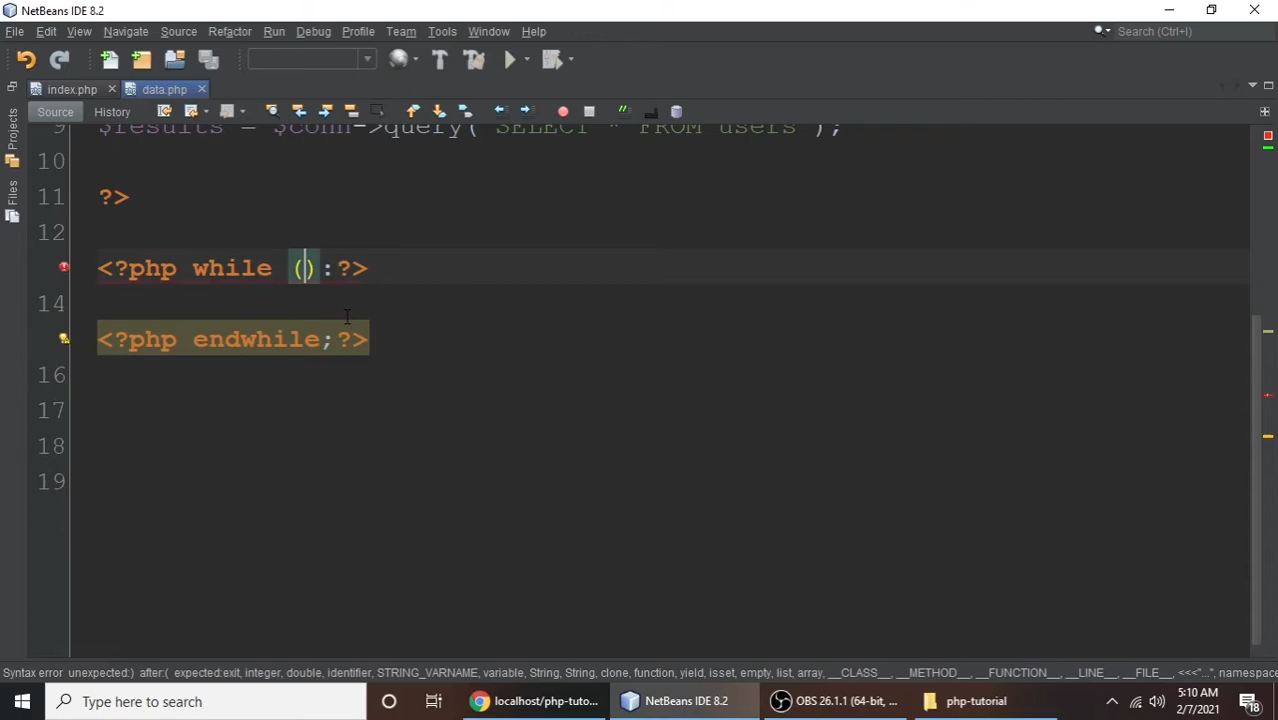 NetBeans IDE 8.2
File Edit View Navigate Source Refactor Run Debug Profile Team Tools Window Help
Search (Ctrl+I)
index.php data.php
Source History
Projects
Files
9 $results = $conn->query("SELECT * FROM users");
10
11 ?>
12
<?php while ():?>
14
<?php endwhile;?>
16
17
18
19
Syntax error unexpected:) after:( expected:exit, integer, double, identifier, STRING_VARNAME, variable, String, String, clone, function, yield, isset, empty, list, array, __CLASS__, __METHOD__, __FUNCTION__, __LINE__, __FILE__, <<<"...", namespace
Type here to search
localhost/php-tuto...
NetBeans IDE 8.2
OBS 26.1.1 (64-bit, ...
php-tutorial
5:10 AM
2/7/2021
18